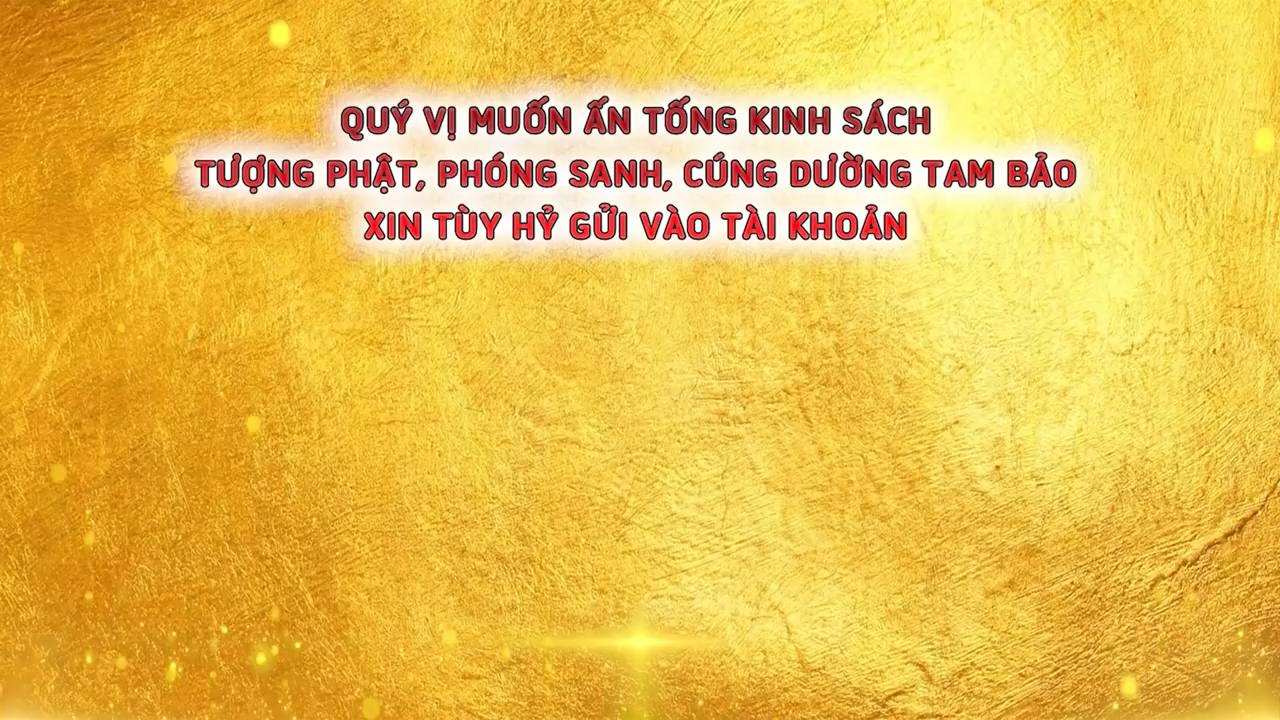 QUÝ VỊ MUỐN ẤN TỐNG KINH SÁCH
TƯỢNG PHẬT, PHÓNG SANH, CÚNG DƯỜNG TAM BẢO
XIN TÙY HỶ GỬI VÀO TÀI KHOẢN